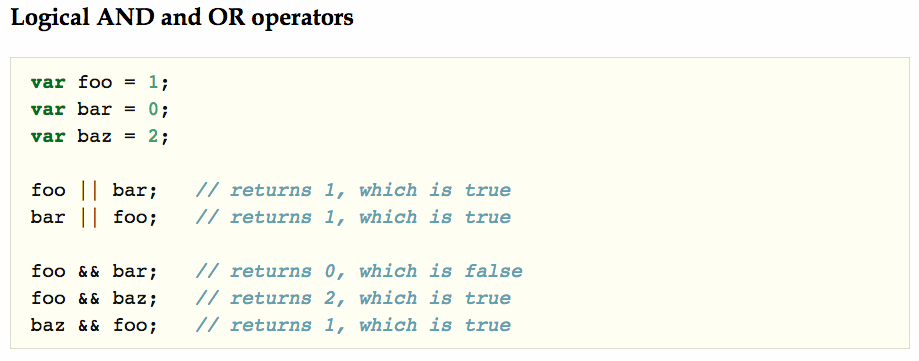 Logical AND and OR operators
var foo = 1;
var bar = 0;
var baz = 2;
foo || bar;   // returns 1, which is true
bar || foo;   // returns 1, which is true
foo && bar;   // returns 0, which is false
foo && baz;   // returns 2, which is true
baz && foo;   // returns 1, which is true